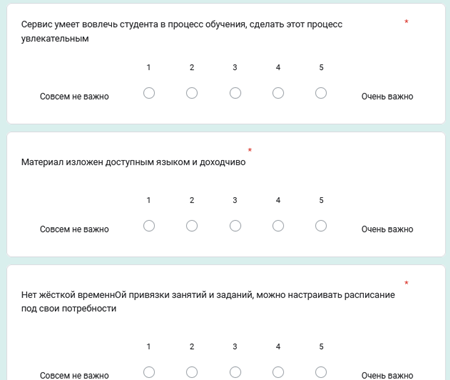 Сервис умеет вовлечь студента в процесс обучения, сделать этот процесс *
увлекательным
1 2 3 4 5
Совсем не важно Очень важно
*
Материал изложен доступным языком и доходчиво
1 2 3 4 5
Совсем не важно Очень важно
*
Нет жёсткой временнОй привязки занятий и заданий, можно настраивать расписание
под свои потребности
1 2 3 4 5
Совсем не важно Очень важно